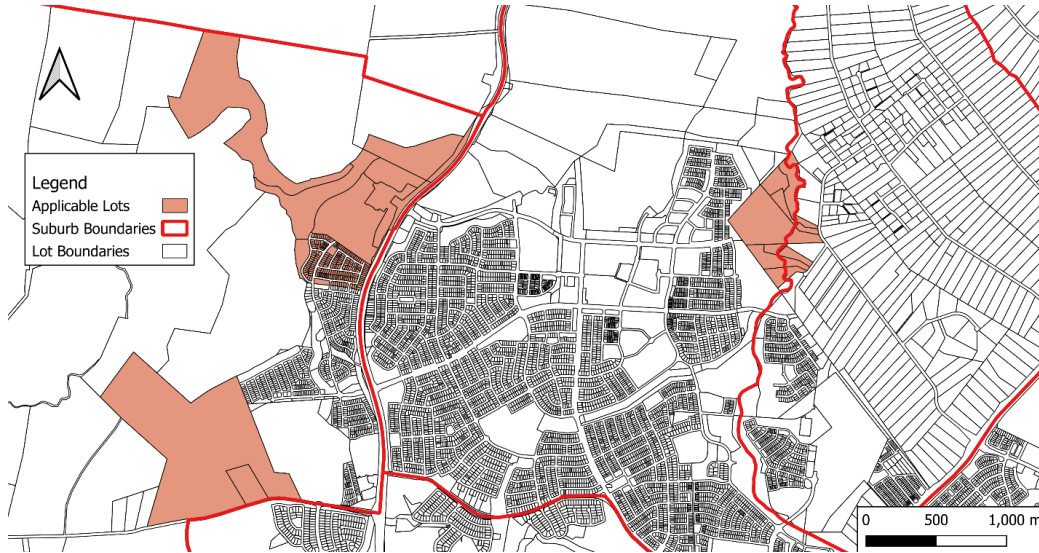 Legend
Applicable Lots
Suburb Boundaries
Lot Boundaries
0 500 1,000 m